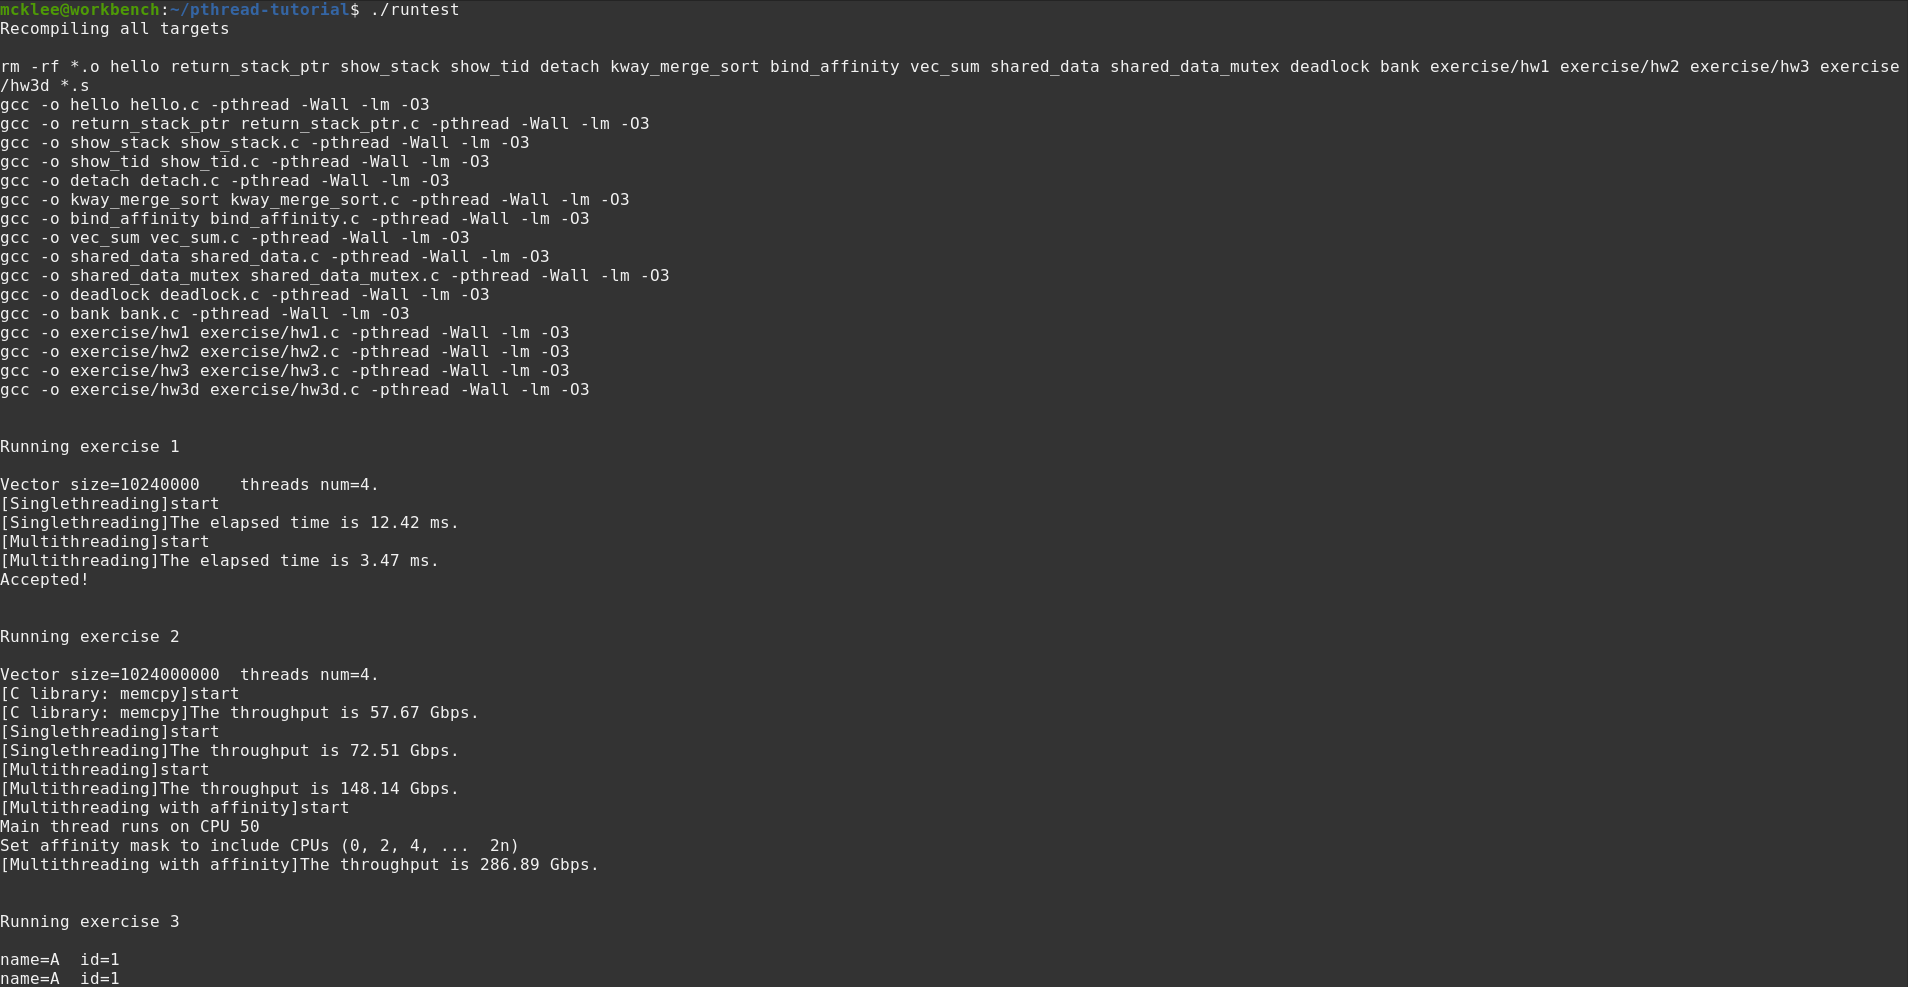 mcklee@workbench:~/pthread-tutorial$ ./runtest
Recompiling all targets
rm -rf *.o hello return_stack_ptr show_stack show_tid detach kway_merge_sort bind_affinity vec_sum shared_data shared_data_mutex deadlock bank exercise/hw1 exercise/hw2 exercise/hw3 exercise
/hw3d *.s
gcc -o hello hello.c -pthread -Wall -lm -O3
gcc -o return_stack_ptr return_stack_ptr.c -pthread -Wall -lm -O3
gcc -o show_stack show_stack.c -pthread -Wall -lm -O3
gcc -o show_tid show_tid.c -pthread -Wall -lm -O3
gcc -o detach detach.c -pthread -Wall -lm -O3
gcc -o kway_merge_sort kway_merge_sort.c -pthread -Wall -lm -O3
gcc -o bind_affinity bind_affinity.c -pthread -Wall -lm -O3
gcc -o vec_sum vec_sum.c -pthread -Wall -lm -O3
gcc -o shared_data shared_data.c -pthread -Wall -lm -O3
gcc -o shared_data_mutex shared_data_mutex.c -pthread -Wall -lm -O3
gcc -o deadlock deadlock.c -pthread -Wall -lm -O3
gcc -o bank bank.c -pthread -Wall -lm -O3
gcc -o exercise/hw1 exercise/hw1.c -pthread -Wall -lm -O3
gcc -o exercise/hw2 exercise/hw2.c -pthread -Wall -lm -O3
gcc -o exercise/hw3 exercise/hw3.c -pthread -Wall -lm -O3
gcc -o exercise/hw3d exercise/hw3d.c -pthread -Wall -lm -O3
Running exercise 1
Vector size=10240000    threads num=4.
[Singlethreading]start
[Singlethreading]The elapsed time is 12.42 ms.
[Multithreading]start
[Multithreading]The elapsed time is 3.47 ms.
Accepted!
Running exercise 2
Vector size=1024000000  threads num=4.
[C library: memcpy]start
[C library: memcpy]The throughput is 57.67 Gbps.
[Singlethreading]start
[Singlethreading]The throughput is 72.51 Gbps.
[Multithreading]start
[Multithreading]The throughput is 148.14 Gbps.
[Multithreading with affinity]start
Main thread runs on CPU 50
Set affinity mask to include CPUs (0, 2, 4, ...  2n)
[Multithreading with affinity]The throughput is 286.89 Gbps.
Running exercise 3
name=A  id=1
name=A  id=1